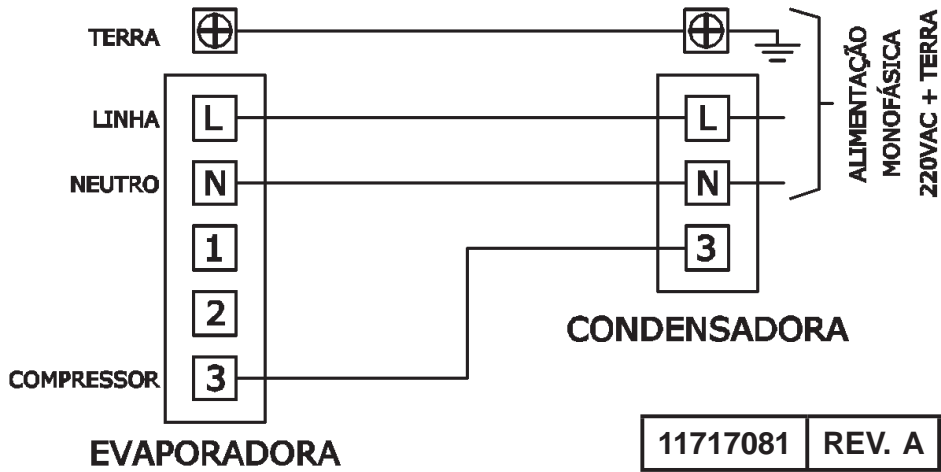 TERRA
LINHA
L
L
NEUTRO
N
N
1
3
2
COMPRESSOR
3
EVAPORADORA
CONDENSADORA
ALIMENTAÇÃO
MONOFÁSICA
220VAC + TERRA
11717081 REV. A